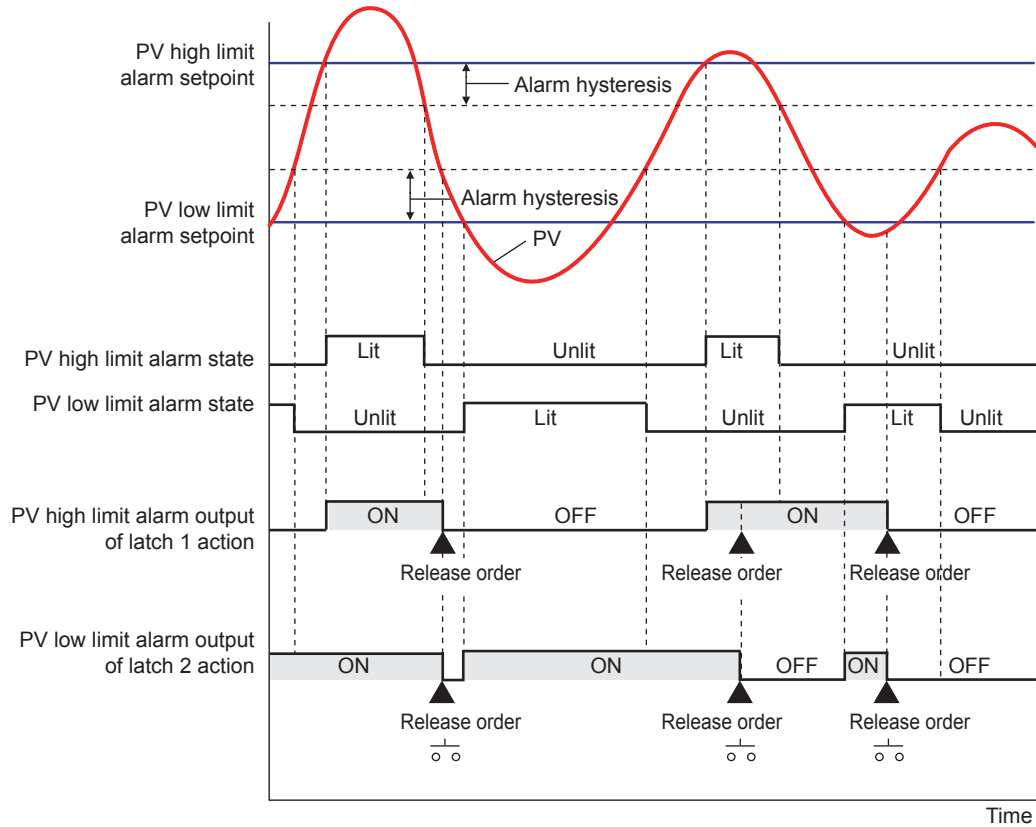 PV high limit
alarm setpoint
Alarm hysteresis
Alarm hysteresis
PV low limit
alarm setpoint
PV
PV high limit alarm state
Lit
Unlit
Lit
Unlit
PV low limit alarm state
Unlit
Lit
Unlit
Lit
Unlit
PV high limit alarm output
of latch 1 action
ON
OFF
ON
OFF
Release order
Release order
Release order
PV low limit alarm output
of latch 2 action
ON
ON
OFF
ON
OFF
Release order
Release order
Release order
Time